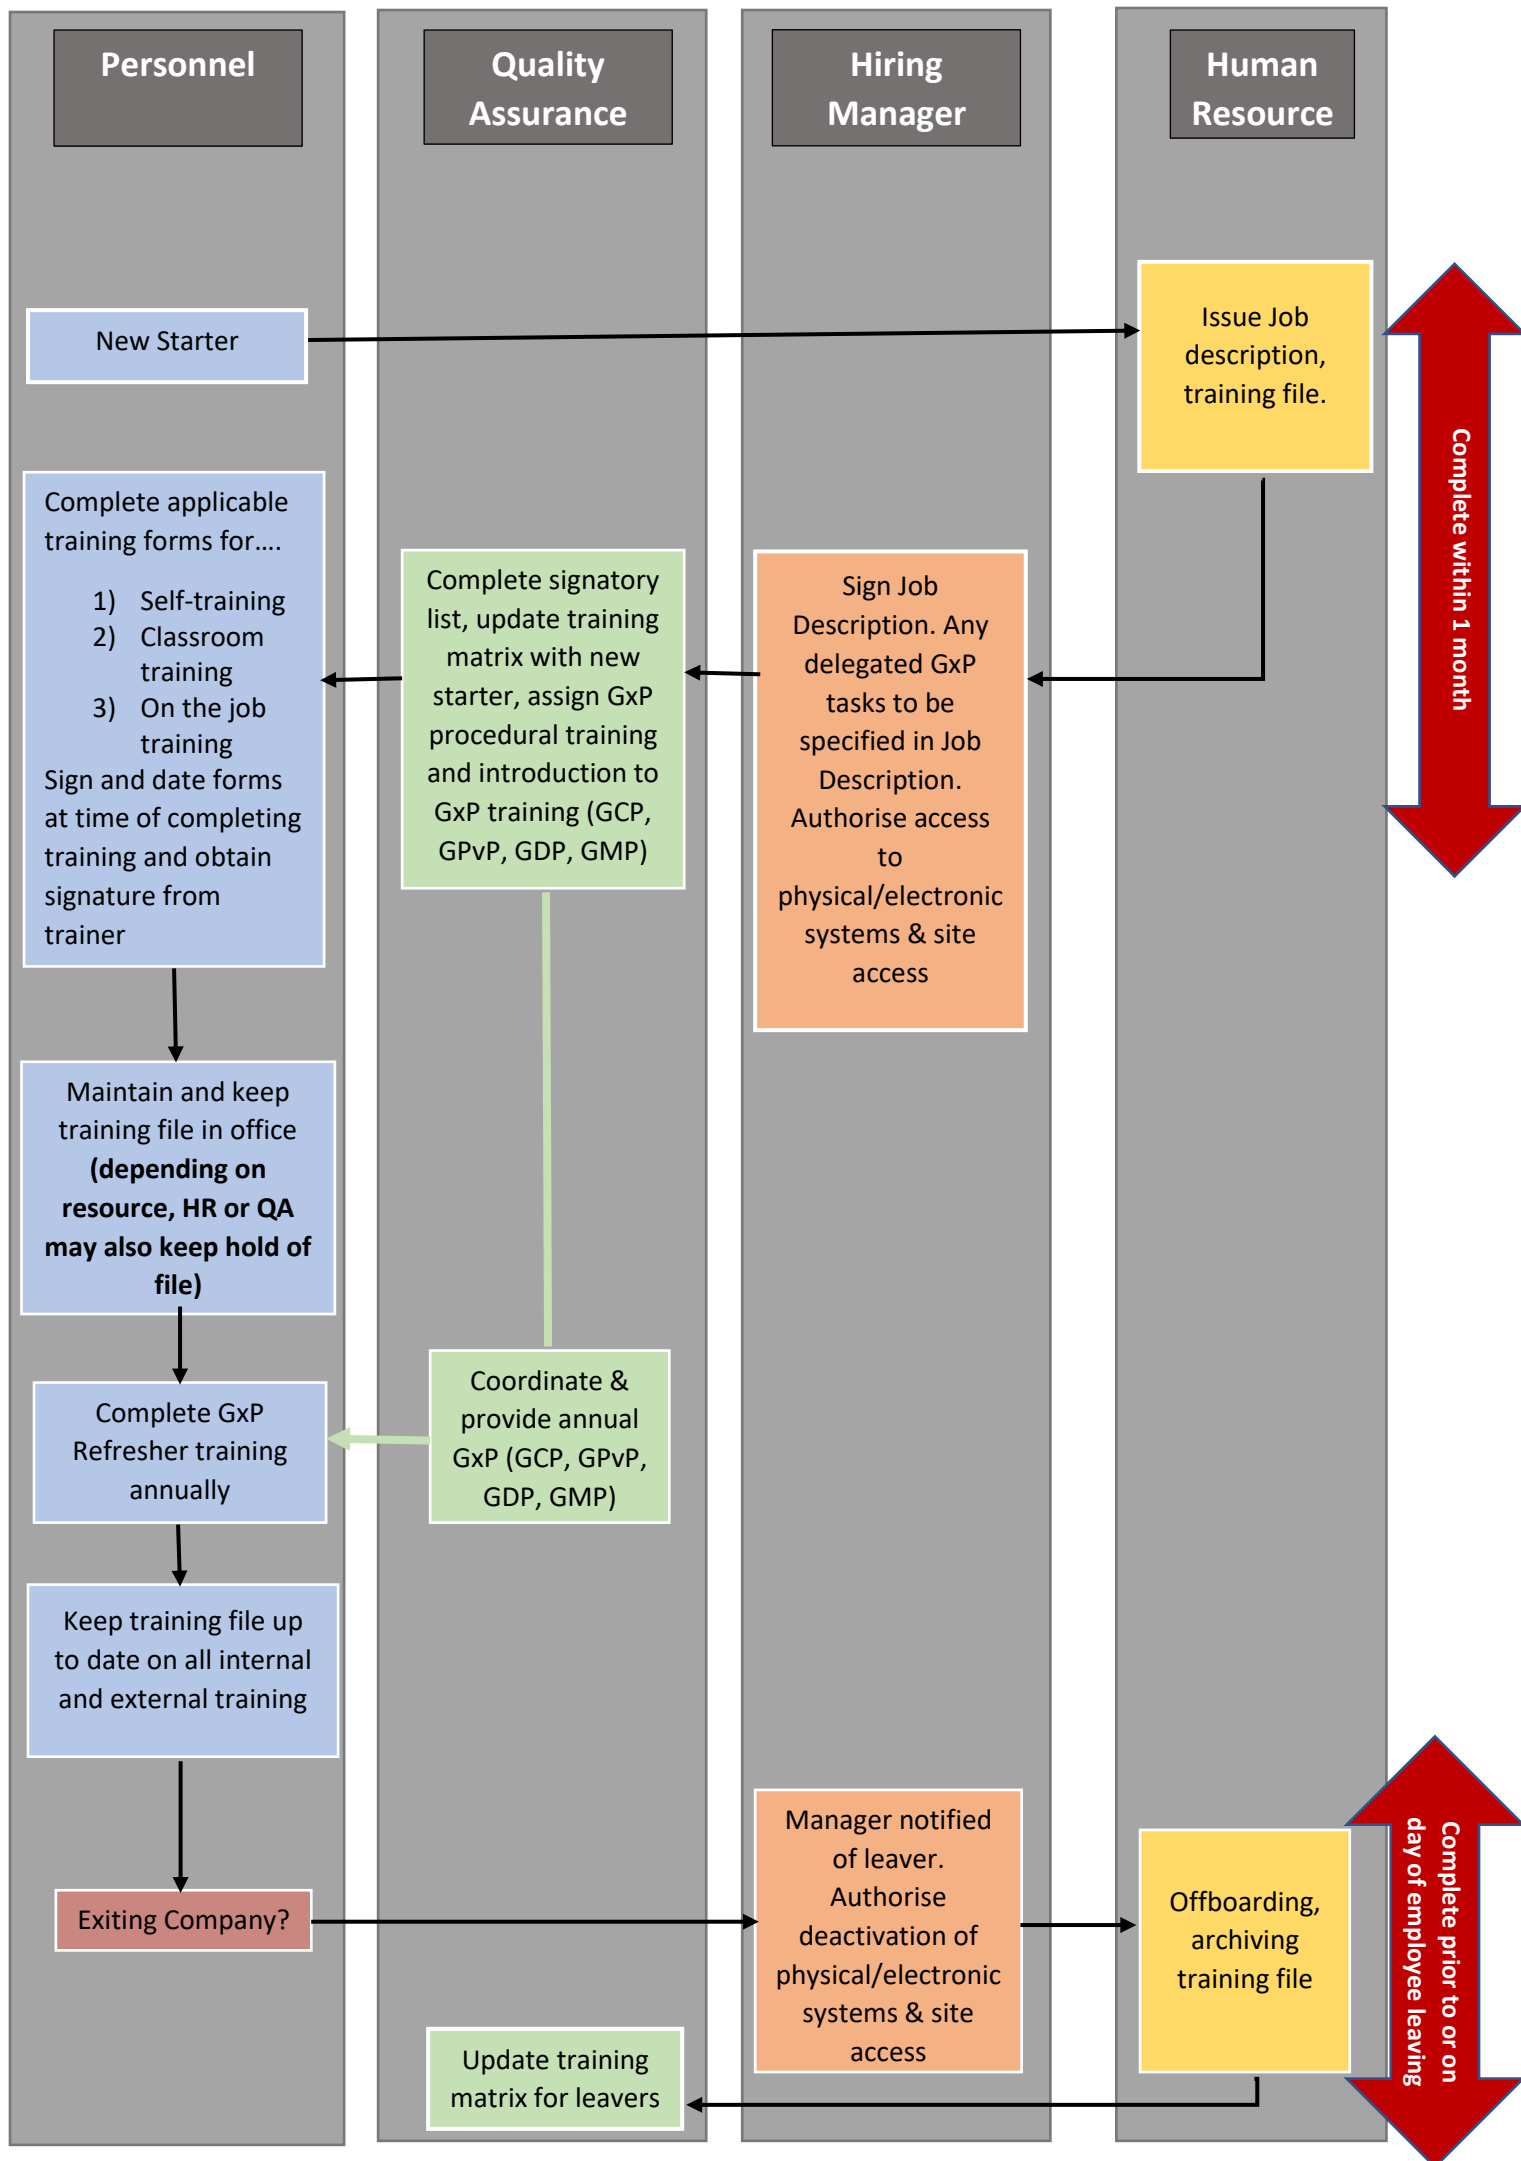 Personnel
Quality
Assurance
Hiring
Manager
Human
Resource
New Starter
Issue Job
description,
training file.
Complete within 1 month
Complete applicable
training forms for….
1) Self-training
2) Classroom
training
3) On the job
training
Sign and date forms
at time of completing
training and obtain
signature from
trainer
Complete signatory
list, update training
matrix with new
starter, assign GxP
procedural training
and introduction to
GxP training (GCP,
GPvP, GDP, GMP)
Sign Job
Description. Any
delegated GxP
tasks to be
specified in Job
Description.
Authorise access
to
physical/electronic
systems & site
access
Maintain and keep
training file in office
(depending on
resource, HR or QA
may also keep hold of
file)
Complete GxP
Refresher training
annually
Coordinate &
provide annual
GxP (GCP, GPvP,
GDP, GMP)
Keep training file up
to date on all internal
and external training
Exiting Company?
Manager notified
of leaver.
Authorise
deactivation of
physical/electronic
systems & site
access
Offboarding,
archiving
training file
Complete prior to or on
day of employee leaving
Update training
matrix for leavers